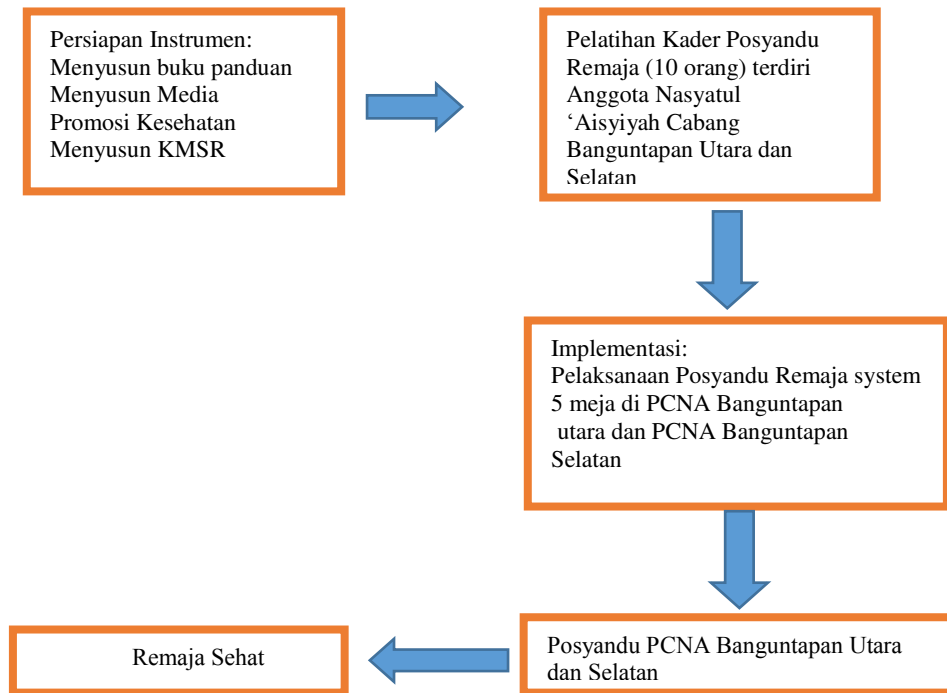 Persiapan Instrumen:
Menyusun buku panduan
Menyusun Media
Promosi Kesehatan
Menyusun KMSR
Pelatihan Kader Posyandu
Remaja (10 orang) terdiri
Anggota Nasyatul
‘Aisyiyah Cabang
Banguntapan Utara dan
Selatan
Implementasi:
Pelaksanaan Posyandu Remaja system
5 meja di PCNA Banguntapan
utara dan PCNA Banguntapan
Selatan
Posyandu PCNA Banguntapan Utara
dan Selatan
Remaja Sehat